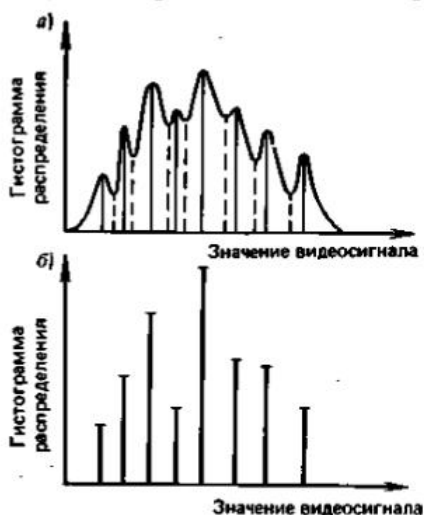 а)
Гистограмма
распределения
Значение видеосигнала
б)
Гистограмма
распределения
Значение видеосигнала